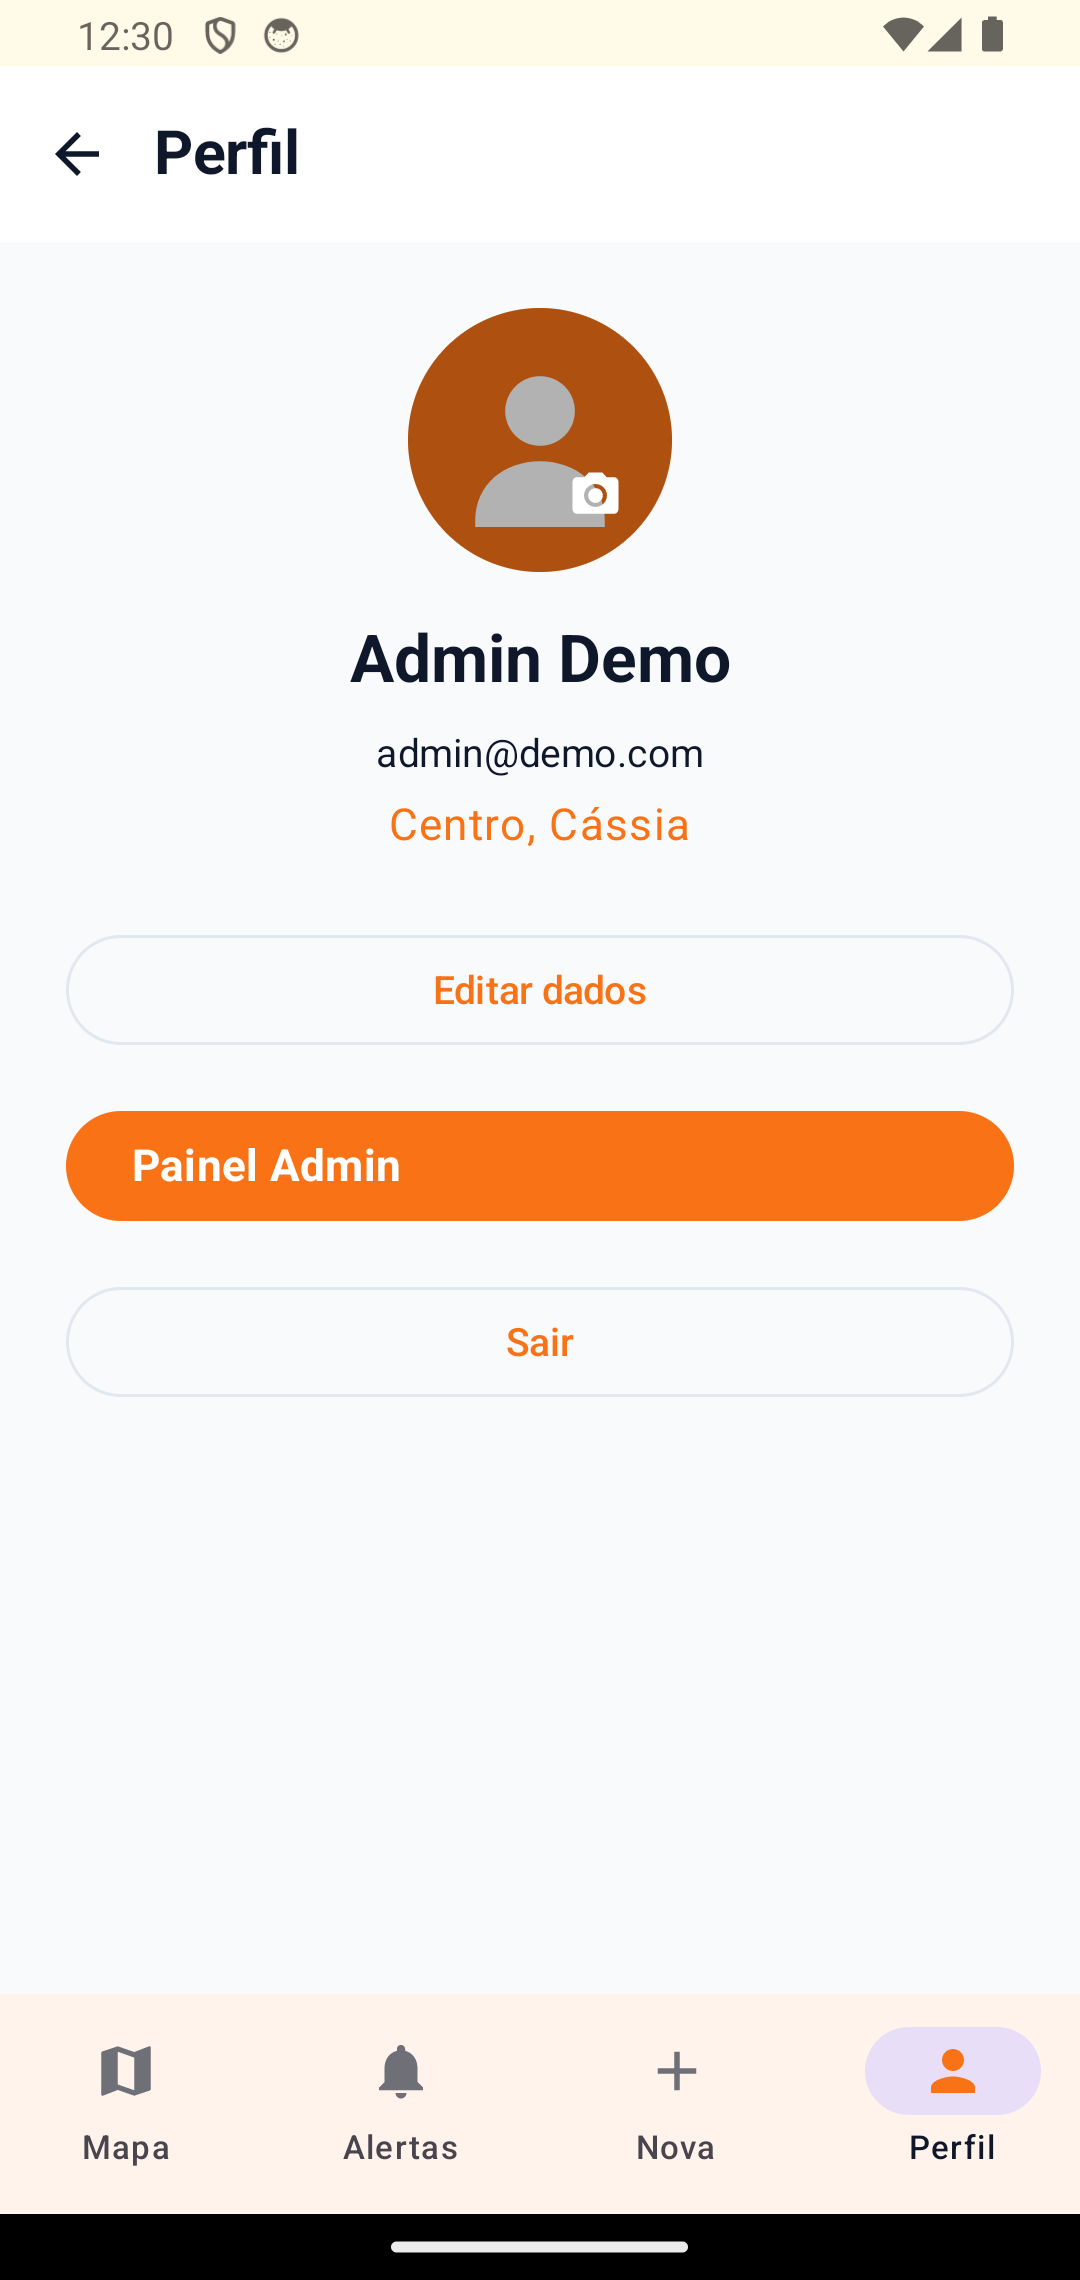 12:30
Perfil
Admin Demo
admin@demo.com
Centro, Cássia
Editar dados
Painel Admin
Sair
Mapa
Alertas
Nova
Perfil